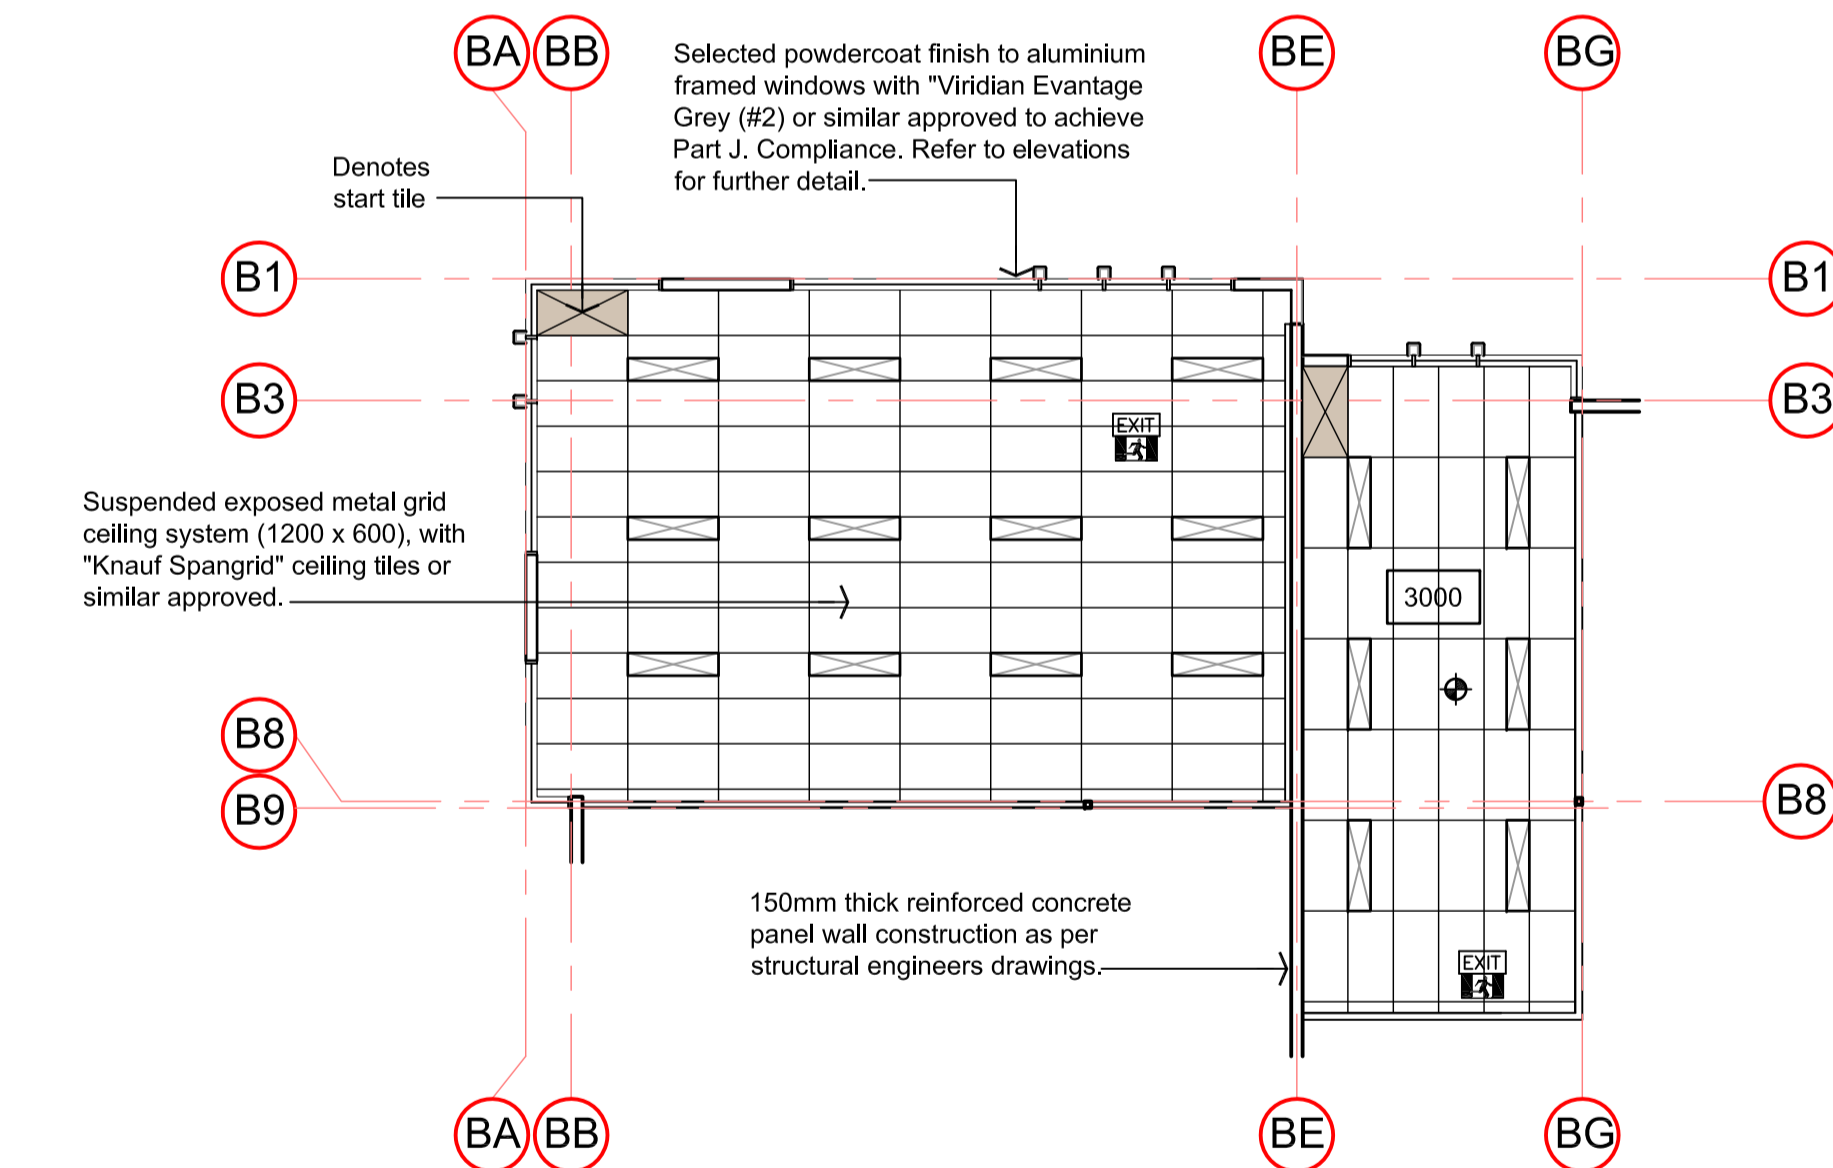 BA BB BE BG
Selected powdercoat finish to aluminium
framed windows with "Viridian Evantage
Grey (#2) or similar approved to achieve
Part J. Compliance. Refer to elevations
for further detail.
Denotes
start tile
B1 B1
B3 B3
EXIT
Suspended exposed metal grid
ceiling system (1200 x 600), with
"Knauf Spangrid" ceiling tiles or
similar approved.
3000
B8
B9
B8
150mm thick reinforced concrete
panel wall construction as per
structural engineers drawings.
EXIT
BA BB BE BG